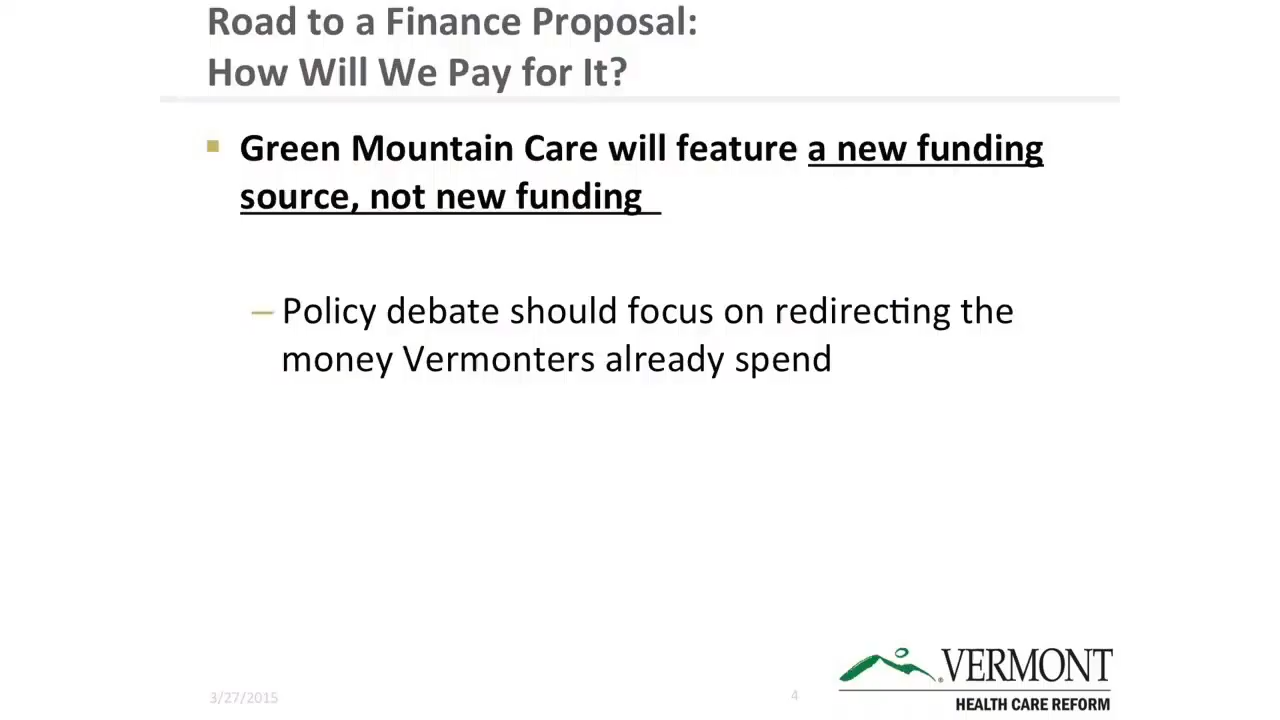 Road to a Finance Proposal:
How Will We Pay for It?
Green Mountain Care will feature a new funding
source, not new funding
– Policy debate should focus on redirecting the
money Vermonters already spend
3/27/2015
4
VERMONT
HEALTH CARE REFORM